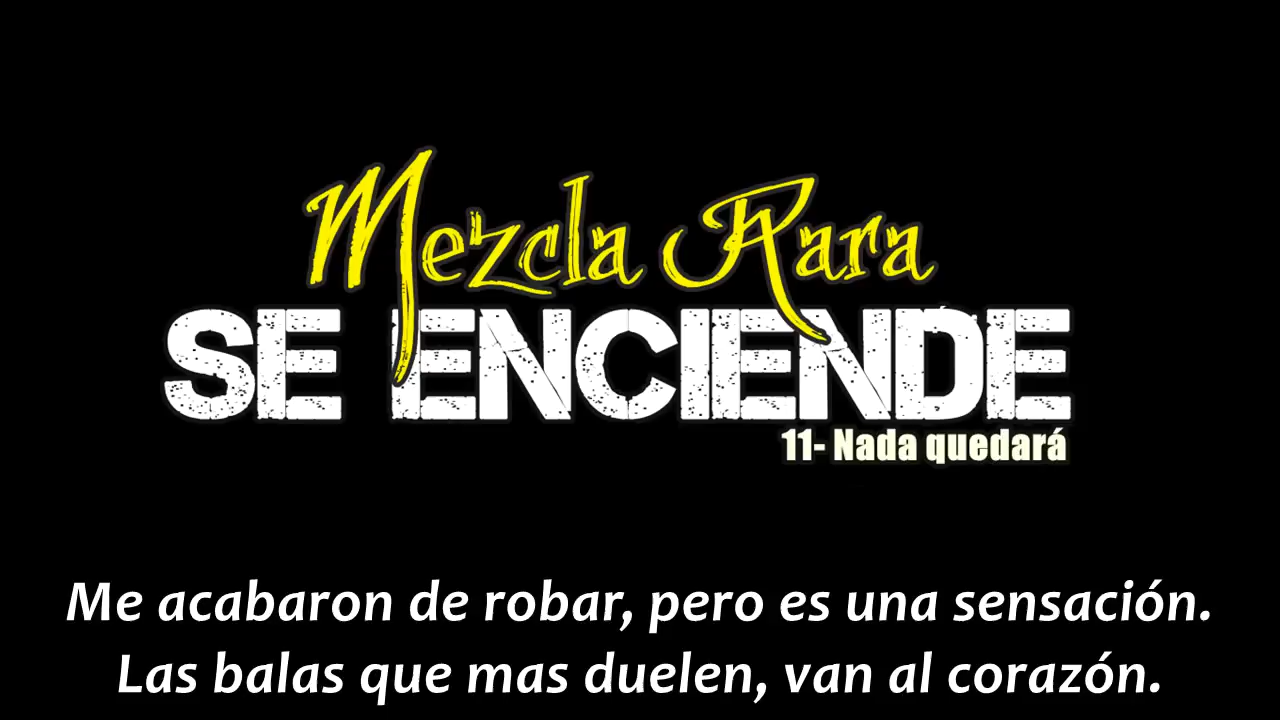 Mezcla Rara
SE ENCIENDE
11- Nada quedará
Me acabaron de robar, pero es una sensación.
Las balas que mas duelen, van al corazón.